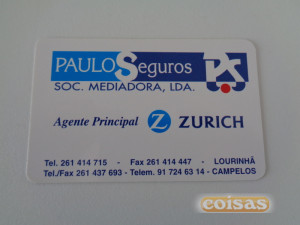 PAULO Seguros PS
SOC. MEDIADORA, LDA.
Agente Principal Z ZURICH
Tel. 261 414 715 - Fax 261 414 447 - LOURINHÃ
Tel./Fax 261 437 693 - Telem. 91 724 63 14 - CAMPELOS
coisas